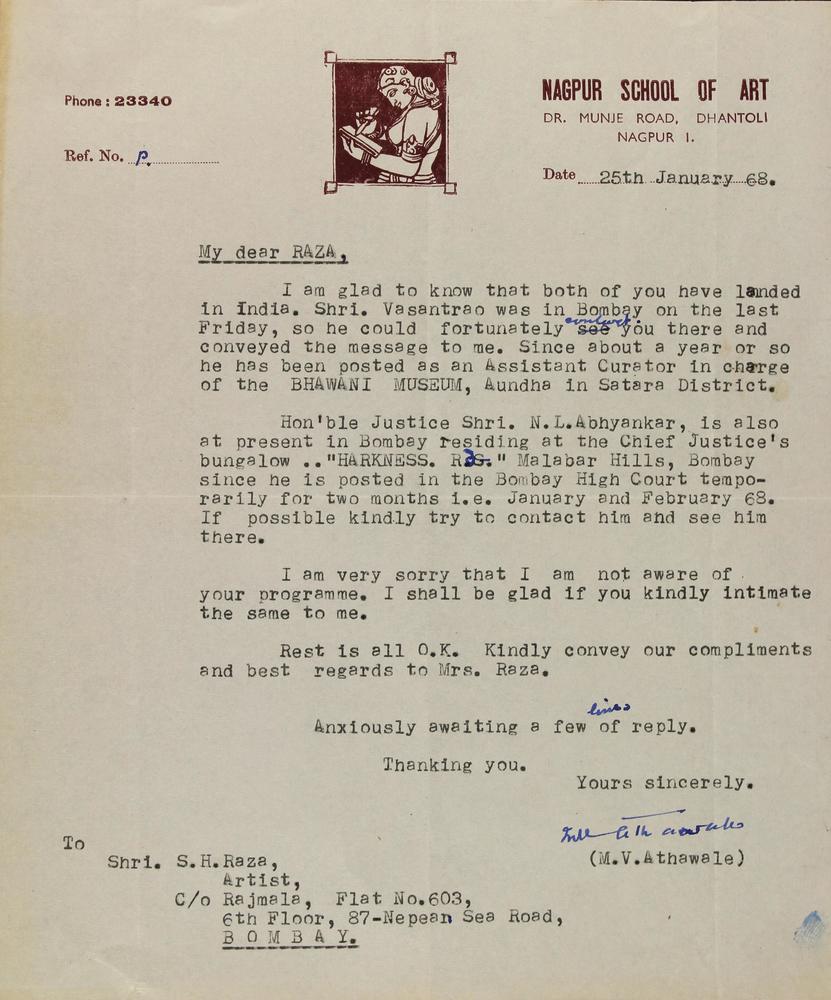 Phone : 23340
Ref. No. P.
NAGPUR SCHOOL OF ART
DR. MUNJE ROAD, DHANTOLI
NAGPUR 1.
Date 25th January 68.
My dear RAZA,
I am glad to know that both of you have landed
in India. Shri. Vasantrao was in Bombay on the last
Friday, so he could fortunately contact see you there and
conveyed the message to me. Since about a year or so
he has been posted as an Assistant Curator in charge
of the BHAWANI MUSEUM, Aundha in Satara District.
Hon'ble Justice Shri. N.L.Abhyankar, is also
at present in Bombay residing at the Chief Justice's
bungalow .."HARKNESS. " Malabar Hills, Bombay
since he is posted in the Bombay High Court tempo-
rarily for two months i.e. January and February 68.
If possible kindly try to contact him and see him
there.
I am very sorry that I am not aware of
your programme. I shall be glad if you kindly intimate
the same to me.
Rest is all O.K. Kindly convey our compliments
and best regards to Mrs. Raza.
Anxiously awaiting a few lines of reply.
Thanking you.
Yours sincerely.
(M.V.Athawale)
To
Shri. S.H.Raza,
Artist,
C/o Rajmala, Flat No.603,
6th Floor, 87-Nepean Sea Road,
B O M B A Y.